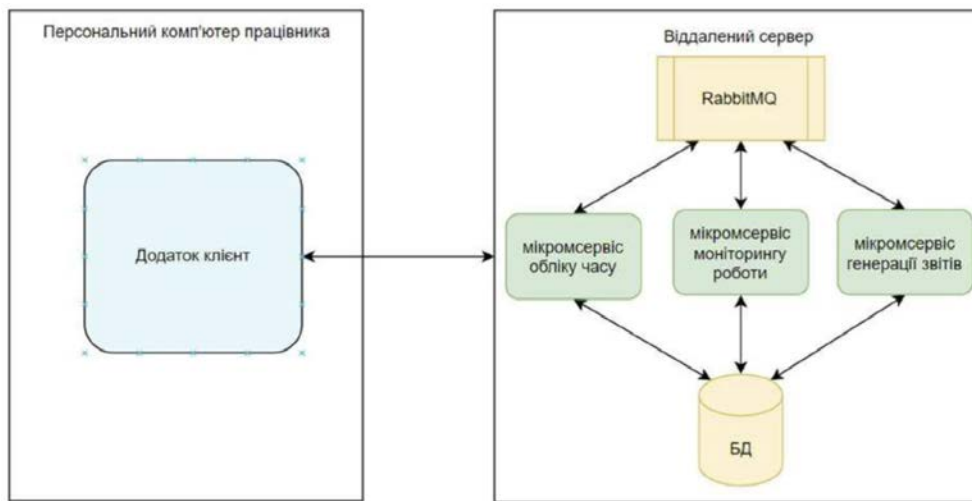 Персональний комп'ютер працівника
Додаток клієнт
Віддалений сервер
RabbitMQ
мікромсервіс
обліку часу
мікромсервіс
моніторингу
роботи
мікромсервіс
генерації звітів
БД